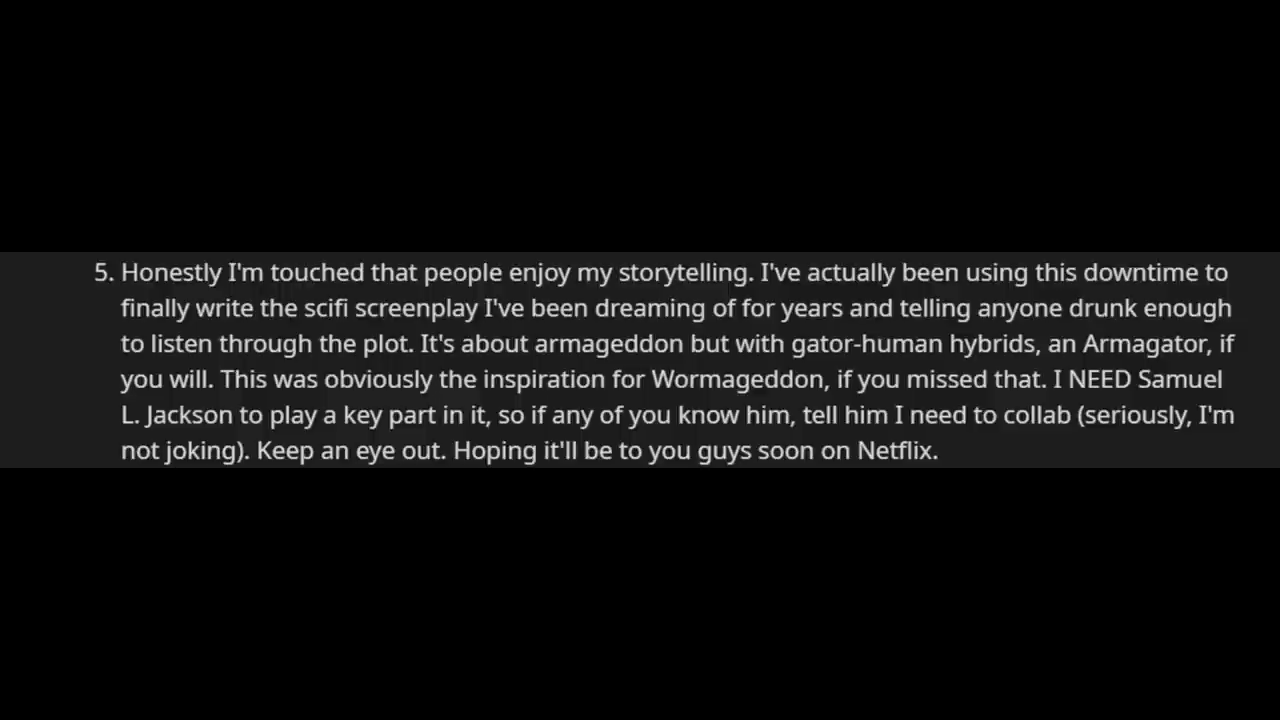 5. Honestly I'm touched that people enjoy my storytelling. I've actually been using this downtime to
finally write the scifi screenplay I've been dreaming of for years and telling anyone drunk enough
to listen through the plot. It's about armageddon but with gator-human hybrids, an Armagator, if
you will. This was obviously the inspiration for Wormageddon, if you missed that. I NEED Samuel
L. Jackson to play a key part in it, so if any of you know him, tell him I need to collab (seriously, I'm
not joking). Keep an eye out. Hoping it'll be to you guys soon on Netflix.